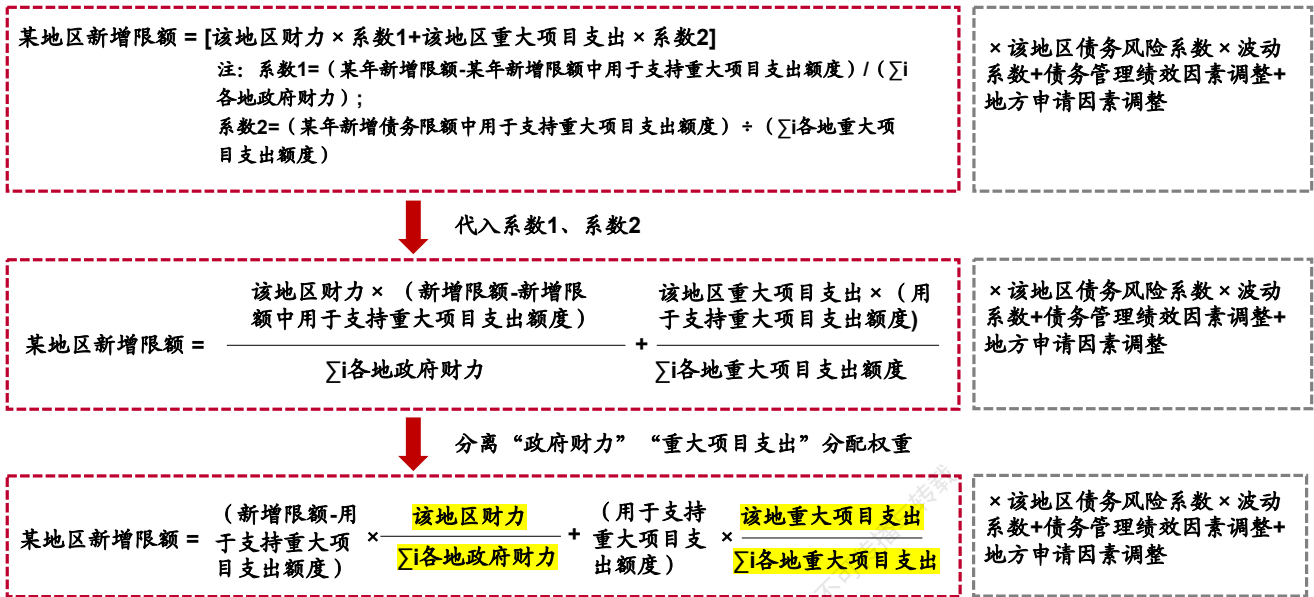 某地区新增限额 = [该地区财力 × 系数1+该地区重大项目支出 × 系数2]
注：系数1=（某年新增限额-某年新增限额中用于支持重大项目支出额度）/（∑i
各地政府财力）;
系数2=（某年新增债务限额中用于支持重大项目支出额度）÷（∑i各地重大项
目支出额度）
×该地区债务风险系数×波动
系数+债务管理绩效因素调整+
地方申请因素调整
代入系数1、系数2
某地区新增限额 =
该地区财力× （新增限额-新增限
额中用于支持重大项目支出额度）
∑i各地政府财力
+
该地区重大项目支出×（用
于支持重大项目支出额度)
∑i各地重大项目支出额度
×该地区债务风险系数×波动
系数+债务管理绩效因素调整+
地方申请因素调整
分离“政府财力”“重大项目支出”分配权重
某地区新增限额 =
（新增限额-用
于支持重大项
目支出额度）
×
该地区财力
∑i各地政府财力
+
（用于支持
重大项目支
出额度）
×
该地重大项目支出
∑i各地重大项目支出
×该地区债务风险系数×波动
系数+债务管理绩效因素调整+
地方申请因素调整